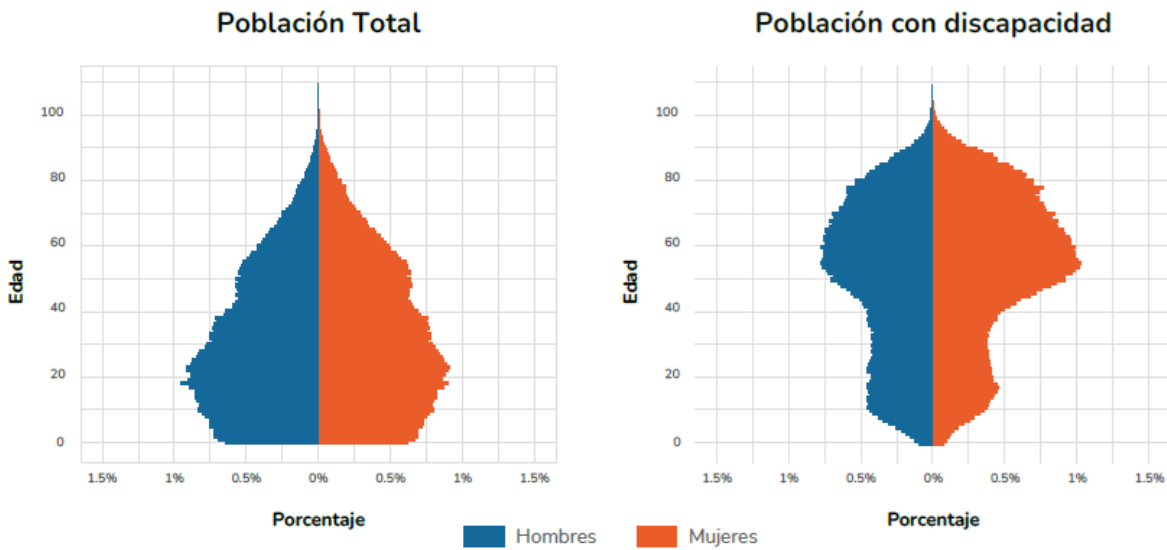 Población Total
Edad
100
80
60
40
20
0
1.5% 1% 0.5% 0% 0.5% 1% 1.5%
Porcentaje
Población con discapacidad
Edad
100
80
60
40
20
0
1.5% 1% 0.5% 0% 0.5% 1% 1.5%
Porcentaje
Hombres Mujeres